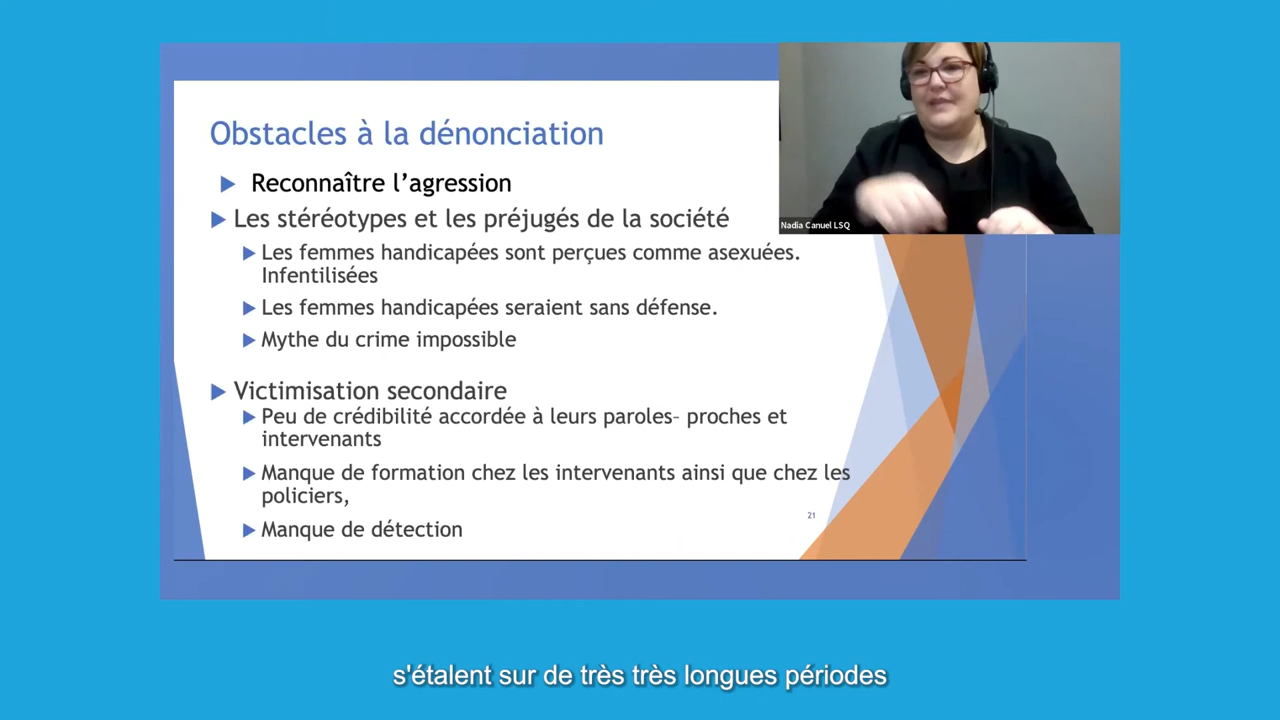 Obstacles à la dénonciation
Reconnaître l’agression
Les stéréotypes et les préjugés de la société
Les femmes handicapées sont perçues comme asexuées.
Infentilisées
Les femmes handicapées seraient sans défense.
Mythe du crime impossible
Victimisation secondaire
Peu de crédibilité accordée à leurs paroles– proches et
intervenants
Manque de formation chez les intervenants ainsi que chez les
policiers,
Manque de détection
21
Nadia Canuel LSQ
s'étalent sur de très très longues périodes